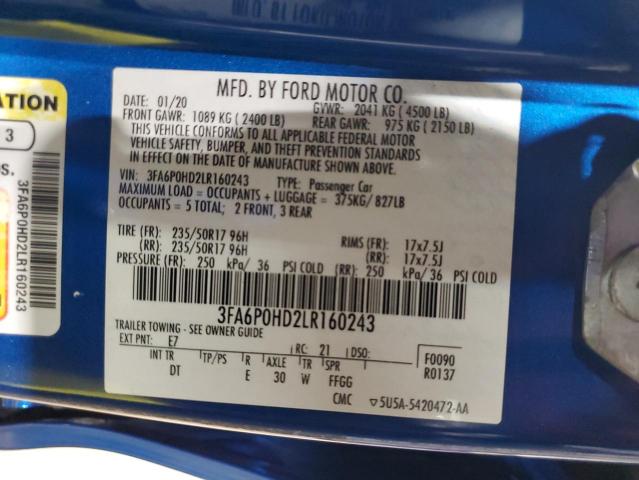 MFD. BY FORD MOTOR CO.
DATE: 01/20 GVWR: 2041 KG ( 4500 LB)
FRONT GAWR: 1089 KG ( 2400 LB) REAR GAWR: 975 KG ( 2150 LB)
THIS VEHICLE CONFORMS TO ALL APPLICABLE FEDERAL MOTOR
VEHICLE SAFETY, BUMPER, AND THEFT PREVENTION STANDARDS
IN EFFECT ON THE DATE OF MANUFACTURE SHOWN ABOVE.
VIN: 3FA6P0HD2LR160243 TYPE: Passenger Car
MAXIMUM LOAD = OCCUPANTS + LUGGAGE = 375KG/ 827LB
OCCUPANTS = 5 TOTAL; 2 FRONT, 3 REAR
TIRE (FR): 235/50R17 96H RIMS (FR): 17x7.5J
(RR): 235/50R17 96H (RR): 17x7.5J
PRESSURE (FR): 250 kPa/ 36 PSI COLD (RR): 250 kPa/ 36 PSI COLD
3FA6P0HD2LR160243
TRAILER TOWING - SEE OWNER GUIDE
EXT PNT: E7 RC: 21 DSO: F0090
INT TR TP/PS R AXLE TR SPR R0137
DT E 30 W FFGG
CMC ▽5U5A-5420472-AA
ATION
3
OS.
3FA6P0HD2LR160243